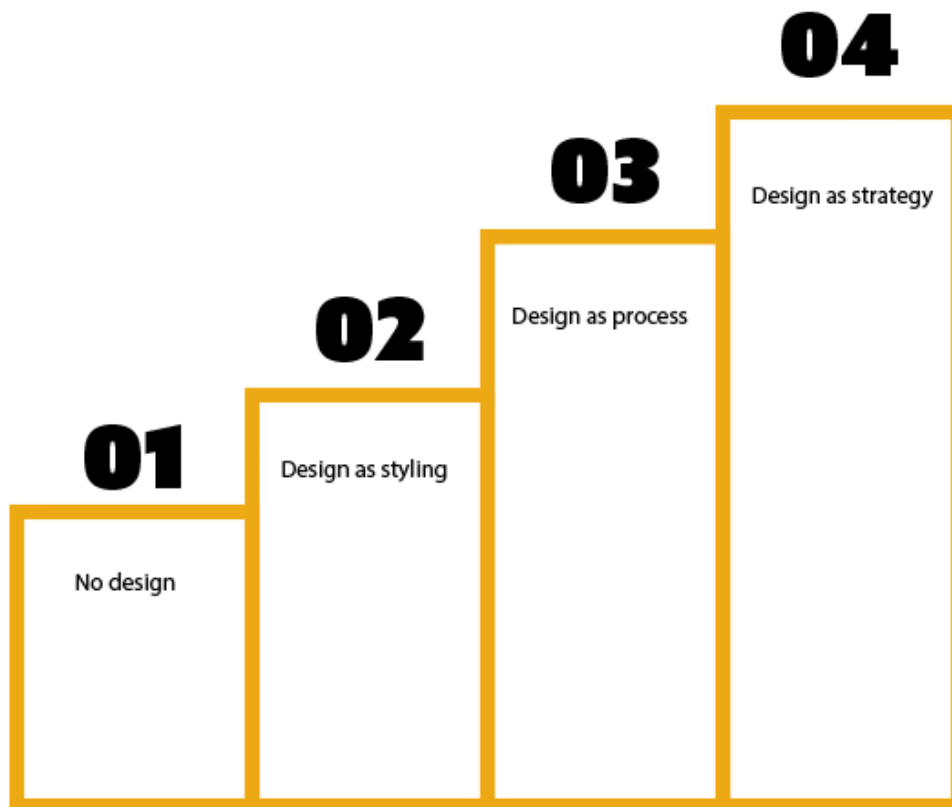 01
No design
02
Design as styling
03
Design as process
04
Design as strategy